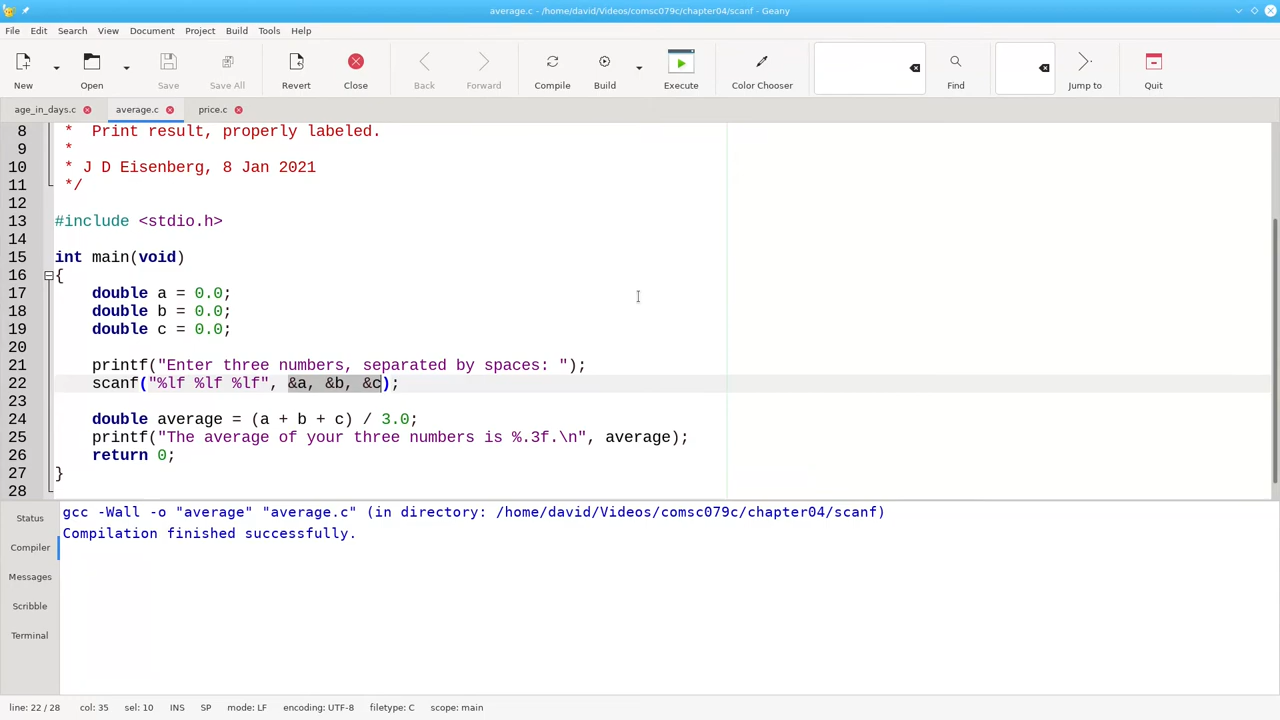 average.c - /home/david/Videos/comsc079c/chapter04/scanf - Geany
File Edit Search View Document Project Build Tools Help
New Open Save Save All Revert Close Back Forward Compile Build Execute Color Chooser Find Jump to Quit
age_in_days.c average.c price.c
8 * Print result, properly labeled.
9 *
10 * J D Eisenberg, 8 Jan 2021
11 */
12
13 #include <stdio.h>
14
15 int main(void)
16 {
17 double a = 0.0;
18 double b = 0.0;
19 double c = 0.0;
20
21 printf("Enter three numbers, separated by spaces: ");
22 scanf("%lf %lf %lf", &a, &b, &c);
23
24 double average = (a + b + c) / 3.0;
25 printf("The average of your three numbers is %.3f.\n", average);
26 return 0;
27 }
28
Status
Compiler
Messages
Scribble
Terminal
gcc -Wall -o "average" "average.c" (in directory: /home/david/Videos/comsc079c/chapter04/scanf)
Compilation finished successfully.
line: 22 / 28 col: 35 sel: 10 INS SP mode: LF encoding: UTF-8 filetype: C scope: main